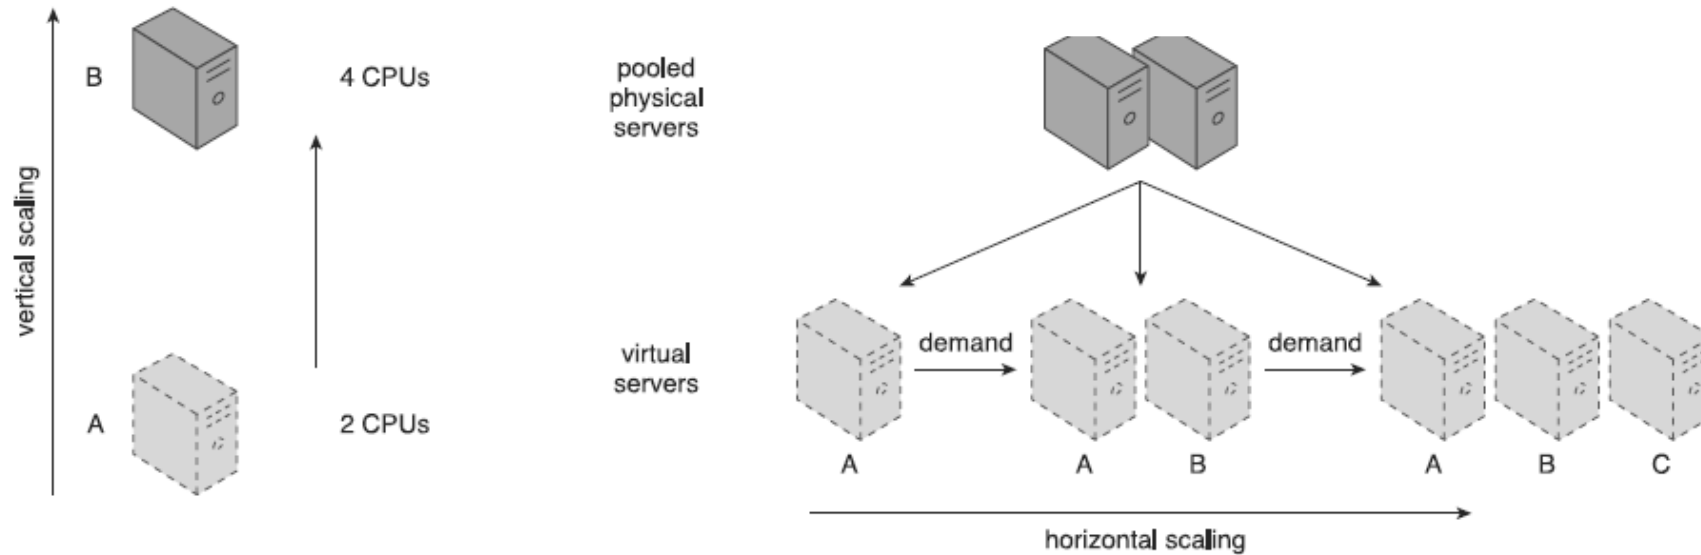 vertical scaling
B
4 CPUs
A
2 CPUs
pooled
physical
servers
virtual
servers
demand
demand
A
A
B
A
B
C
horizontal scaling